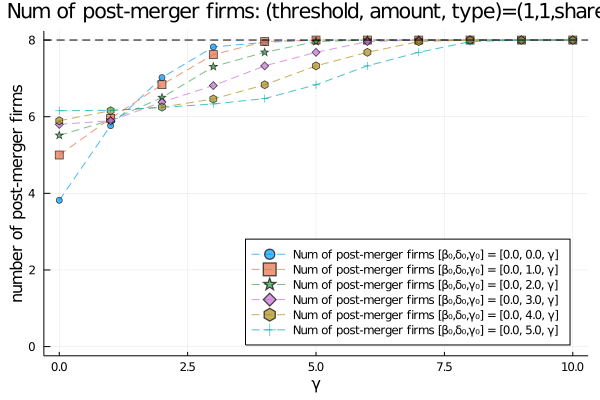 Num of post-merger firms: (threshold, amount, type)=(1,1,share
number of post-merger firms
8
6
4
2
0
Num of post-merger firms [β₀,δ₀,γ₀] = [0.0, 0.0, γ]
Num of post-merger firms [β₀,δ₀,γ₀] = [0.0, 1.0, γ]
Num of post-merger firms [β₀,δ₀,γ₀] = [0.0, 2.0, γ]
Num of post-merger firms [β₀,δ₀,γ₀] = [0.0, 3.0, γ]
Num of post-merger firms [β₀,δ₀,γ₀] = [0.0, 4.0, γ]
Num of post-merger firms [β₀,δ₀,γ₀] = [0.0, 5.0, γ]
0.0 2.5 5.0 7.5 10.0
γ